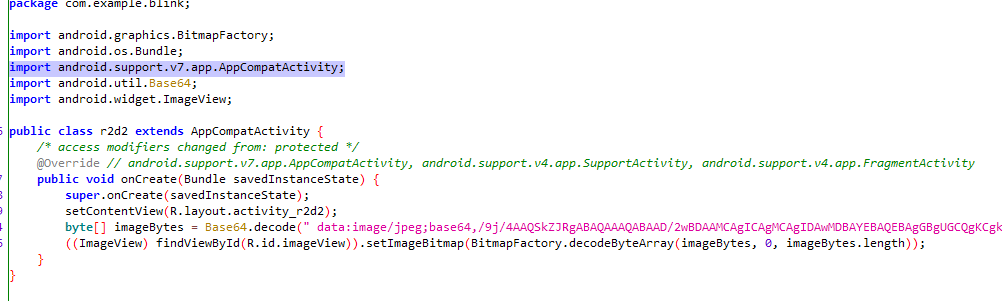 package com.example.blink;
import android.graphics.BitmapFactory;
import android.os.Bundle;
import android.support.v7.app.AppCompatActivity;
import android.util.Base64;
import android.widget.ImageView;
public class r2d2 extends AppCompatActivity {
/* access modifiers changed from: protected */
@Override // android.support.v7.app.AppCompatActivity, android.support.v4.app.SupportActivity, android.support.v4.app.FragmentActivity
public void onCreate(Bundle savedInstanceState) {
super.onCreate(savedInstanceState);
setContentView(R.layout.activity_r2d2);
byte[] imageBytes = Base64.decode(" data:image/jpeg;base64,/9j/4AAQSkZJRgABAQAAAQABAAD/2wBDAAMCAgICAgMCAgIDAwMDBAYEBAQEBAgGBgUGCQgKCgk
((ImageView) findViewById(R.id.imageView)).setImageBitmap(BitmapFactory.decodeByteArray(imageBytes, 0, imageBytes.length));
}
}